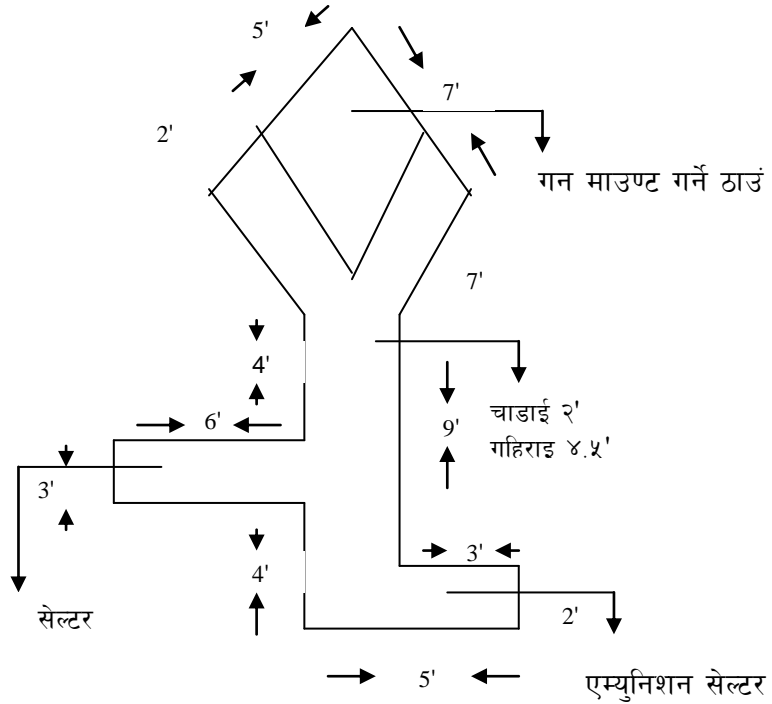 5'
7'
2'
गन माउण्ट गर्ने ठाउं
7'
4'
6'
9'
चाडाई २'
गहिराइ ४.५'
3'
3'
4'
2'
सेल्टर
5'
एम्युनिशन सेल्टर